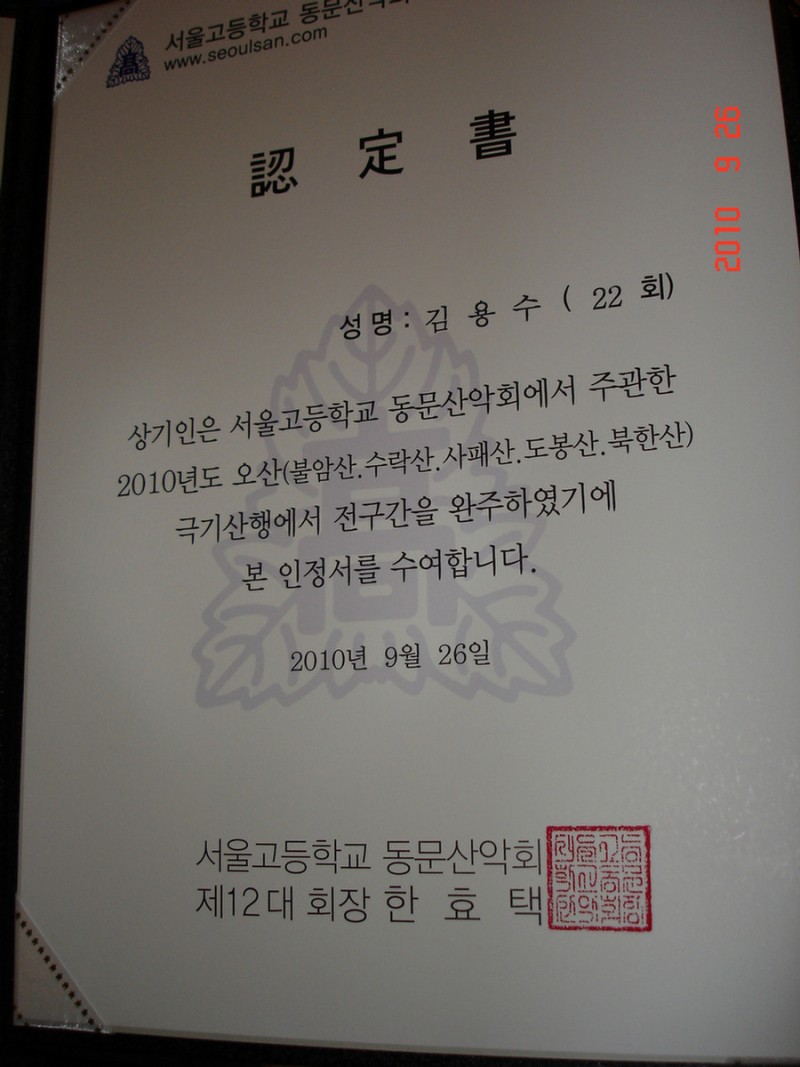 서울고등학교 동문산악회
www.seoulsan.com
認 定 書
2010 9 26
성명 : 김 용 수 ( 22 회)
상기인은 서울고등학교 동문산악회에서 주관한
2010년도 오산(불암산.수락산.사패산.도봉산.북한산)
극기산행에서 전구간을 완주하였기에
본 인정서를 수여합니다.
2010년 9월 26일
서울고등학교 동문산악회
제12대 회장 한 효 택